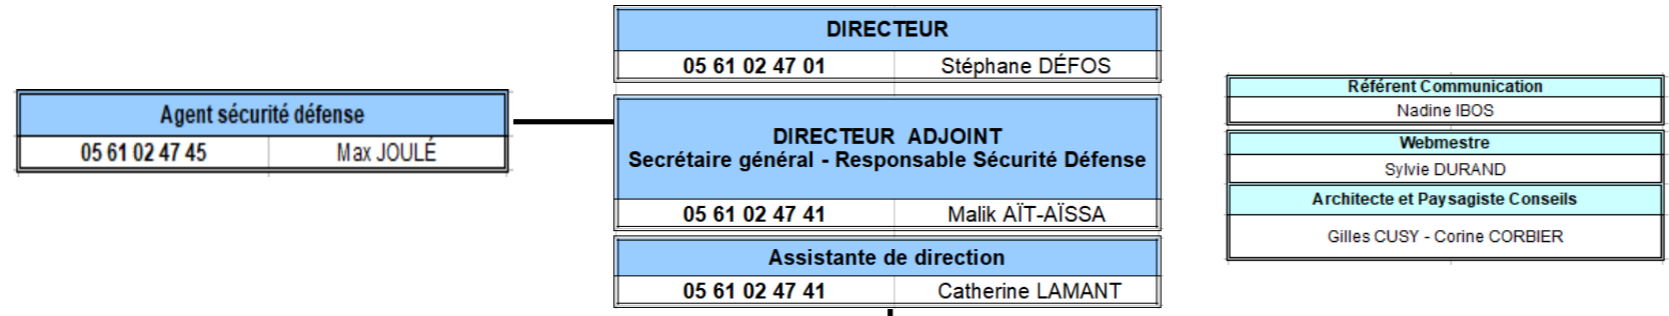 DIRECTEUR
05 61 02 47 01 Stéphane DÉFOS
Agent sécurité défense
05 61 02 47 45 Max JOULÉ
DIRECTEUR ADJOINT
Secrétaire général - Responsable Sécurité Défense
05 61 02 47 41 Malik AÏT-AÏSSA
Assistante de direction
05 61 02 47 41 Catherine LAMANT
Référent Communication
Nadine IBOS
Webmestre
Sylvie DURAND
Architecte et Paysagiste Conseils
Gilles CUSY - Corine CORBIER